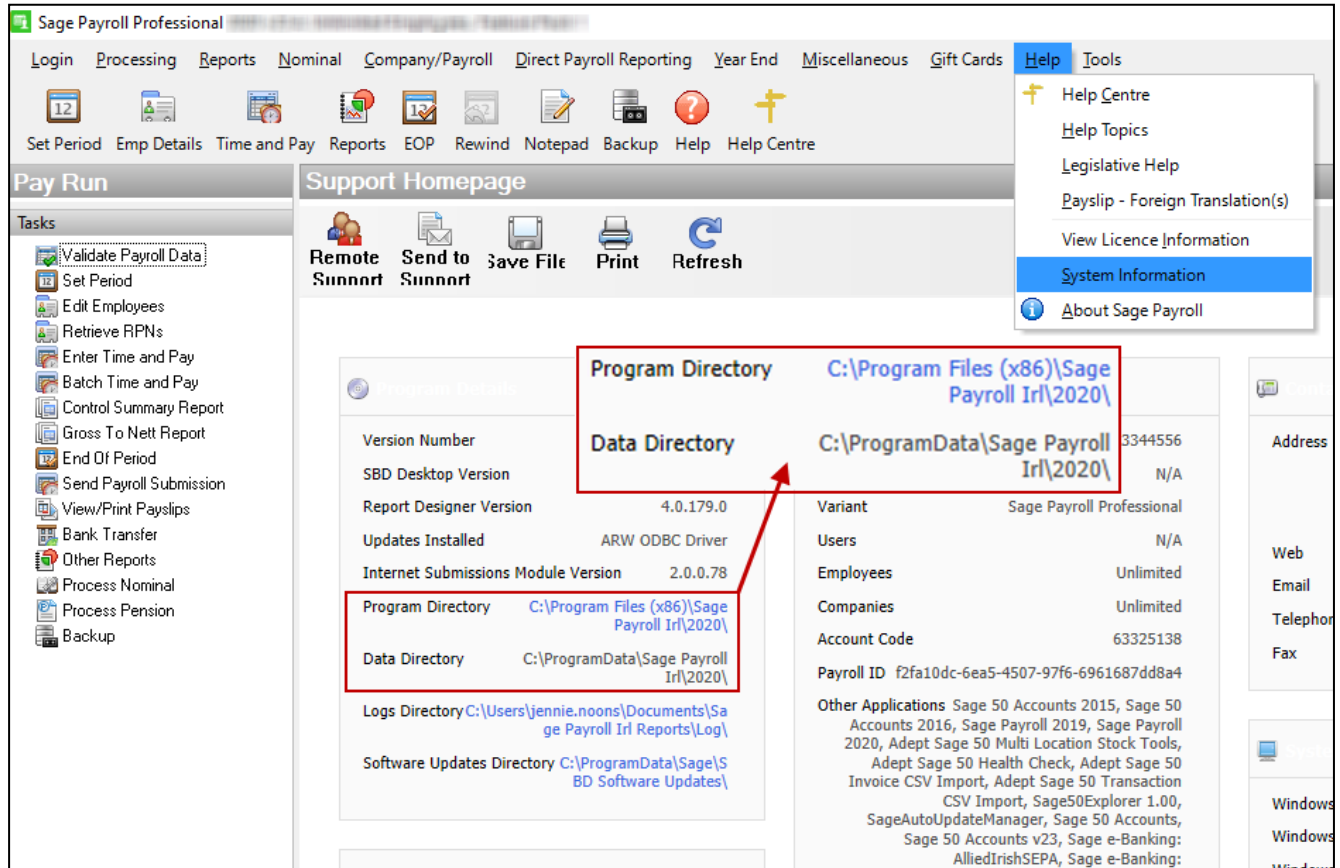 Sage Payroll Professional
Login Processing Reports Nominal Company/Payroll Direct Payroll Reporting Year End Miscellaneous Gift Cards Help Tools
12 12
Set Period Emp Details Time and Pay Reports EOP Rewind Notepad Backup Help Help Centre
Help Centre
Help Topics
Legislative Help
Payslip - Foreign Translation(s)
View Licence Information
System Information
About Sage Payroll
Pay Run
Tasks
Validate Payroll Data
Set Period
Edit Employees
Retrieve RPNs
Enter Time and Pay
Batch Time and Pay
Control Summary Report
Gross To Nett Report
End Of Period
Send Payroll Submission
View/Print Payslips
Bank Transfer
Other Reports
Process Nominal
Process Pension
Backup
Support Homepage
Remote Support
Send to Support
Save File
Print
Refresh
Program Details
Program Directory C:\Program Files (x86)\Sage
Payroll Irl\2020\
Data Directory C:\ProgramData\Sage Payroll
Irl\2020\
Version Number
SBD Desktop Version
Report Designer Version 4.0.179.0
Updates Installed ARW ODBC Driver
Internet Submissions Module Version 2.0.0.78
Program Directory C:\Program Files (x86)\Sage
Payroll Irl\2020\
Data Directory C:\ProgramData\Sage Payroll
Irl\2020\
Logs Directory C:\Users\jennie.noons\Documents\Sa
ge Payroll Irl Reports\Log\
Software Updates Directory C:\ProgramData\Sage\S
BD Software Updates\
3344556
N/A
Variant Sage Payroll Professional
Users N/A
Employees Unlimited
Companies Unlimited
Account Code 63325138
Payroll ID f2fa10dc-6ea5-4507-97f6-6961687dd8a4
Other Applications Sage 50 Accounts 2015, Sage 50
Accounts 2016, Sage Payroll 2019, Sage Payroll
2020, Adept Sage 50 Multi Location Stock Tools,
Adept Sage 50 Health Check, Adept Sage 50
Invoice CSV Import, Adept Sage 50 Transaction
CSV Import, Sage50Explorer 1.00,
SageAutoUpdateManager, Sage 50 Accounts,
Sage 50 Accounts v23, Sage e-Banking:
AlliedIrishSEPA, Sage e-Banking:
Address
Web
Email
Telephor
Fax
Windows
Windows